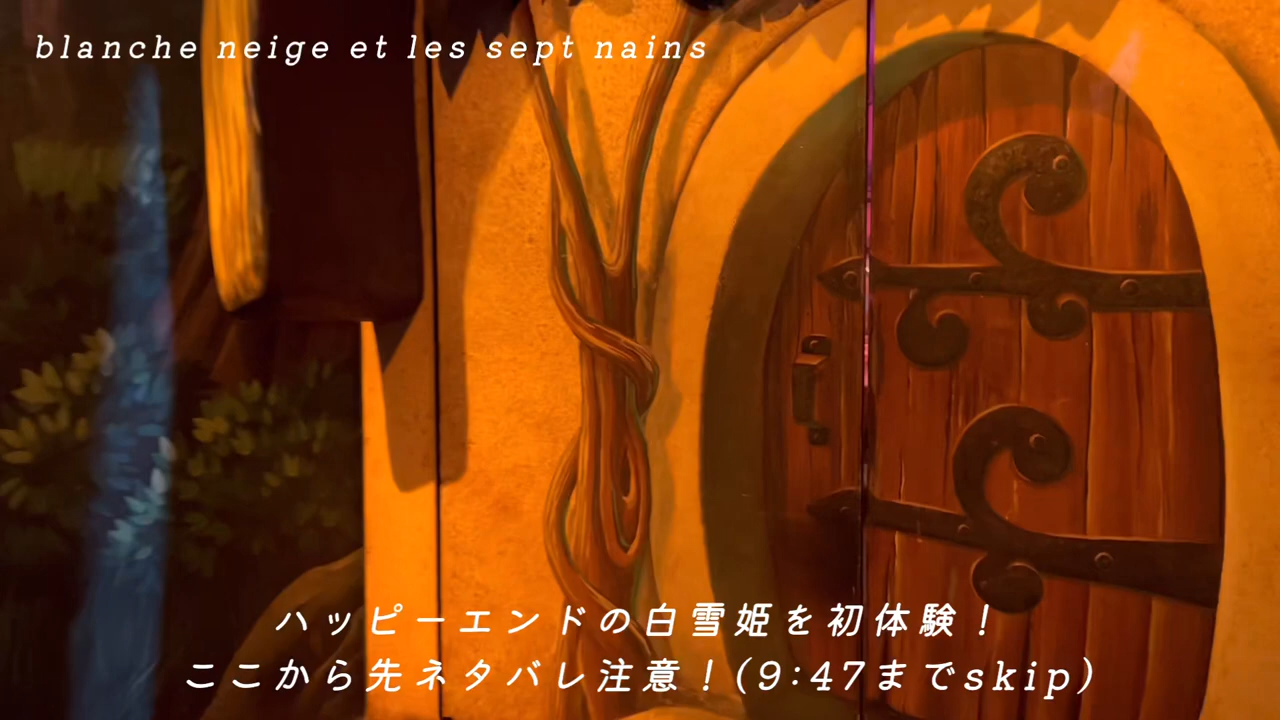 blanche neige et les sept nains
ハッピーエンドの白雪姫を初体験！
ここから先ネタバレ注意！(9:47までskip)